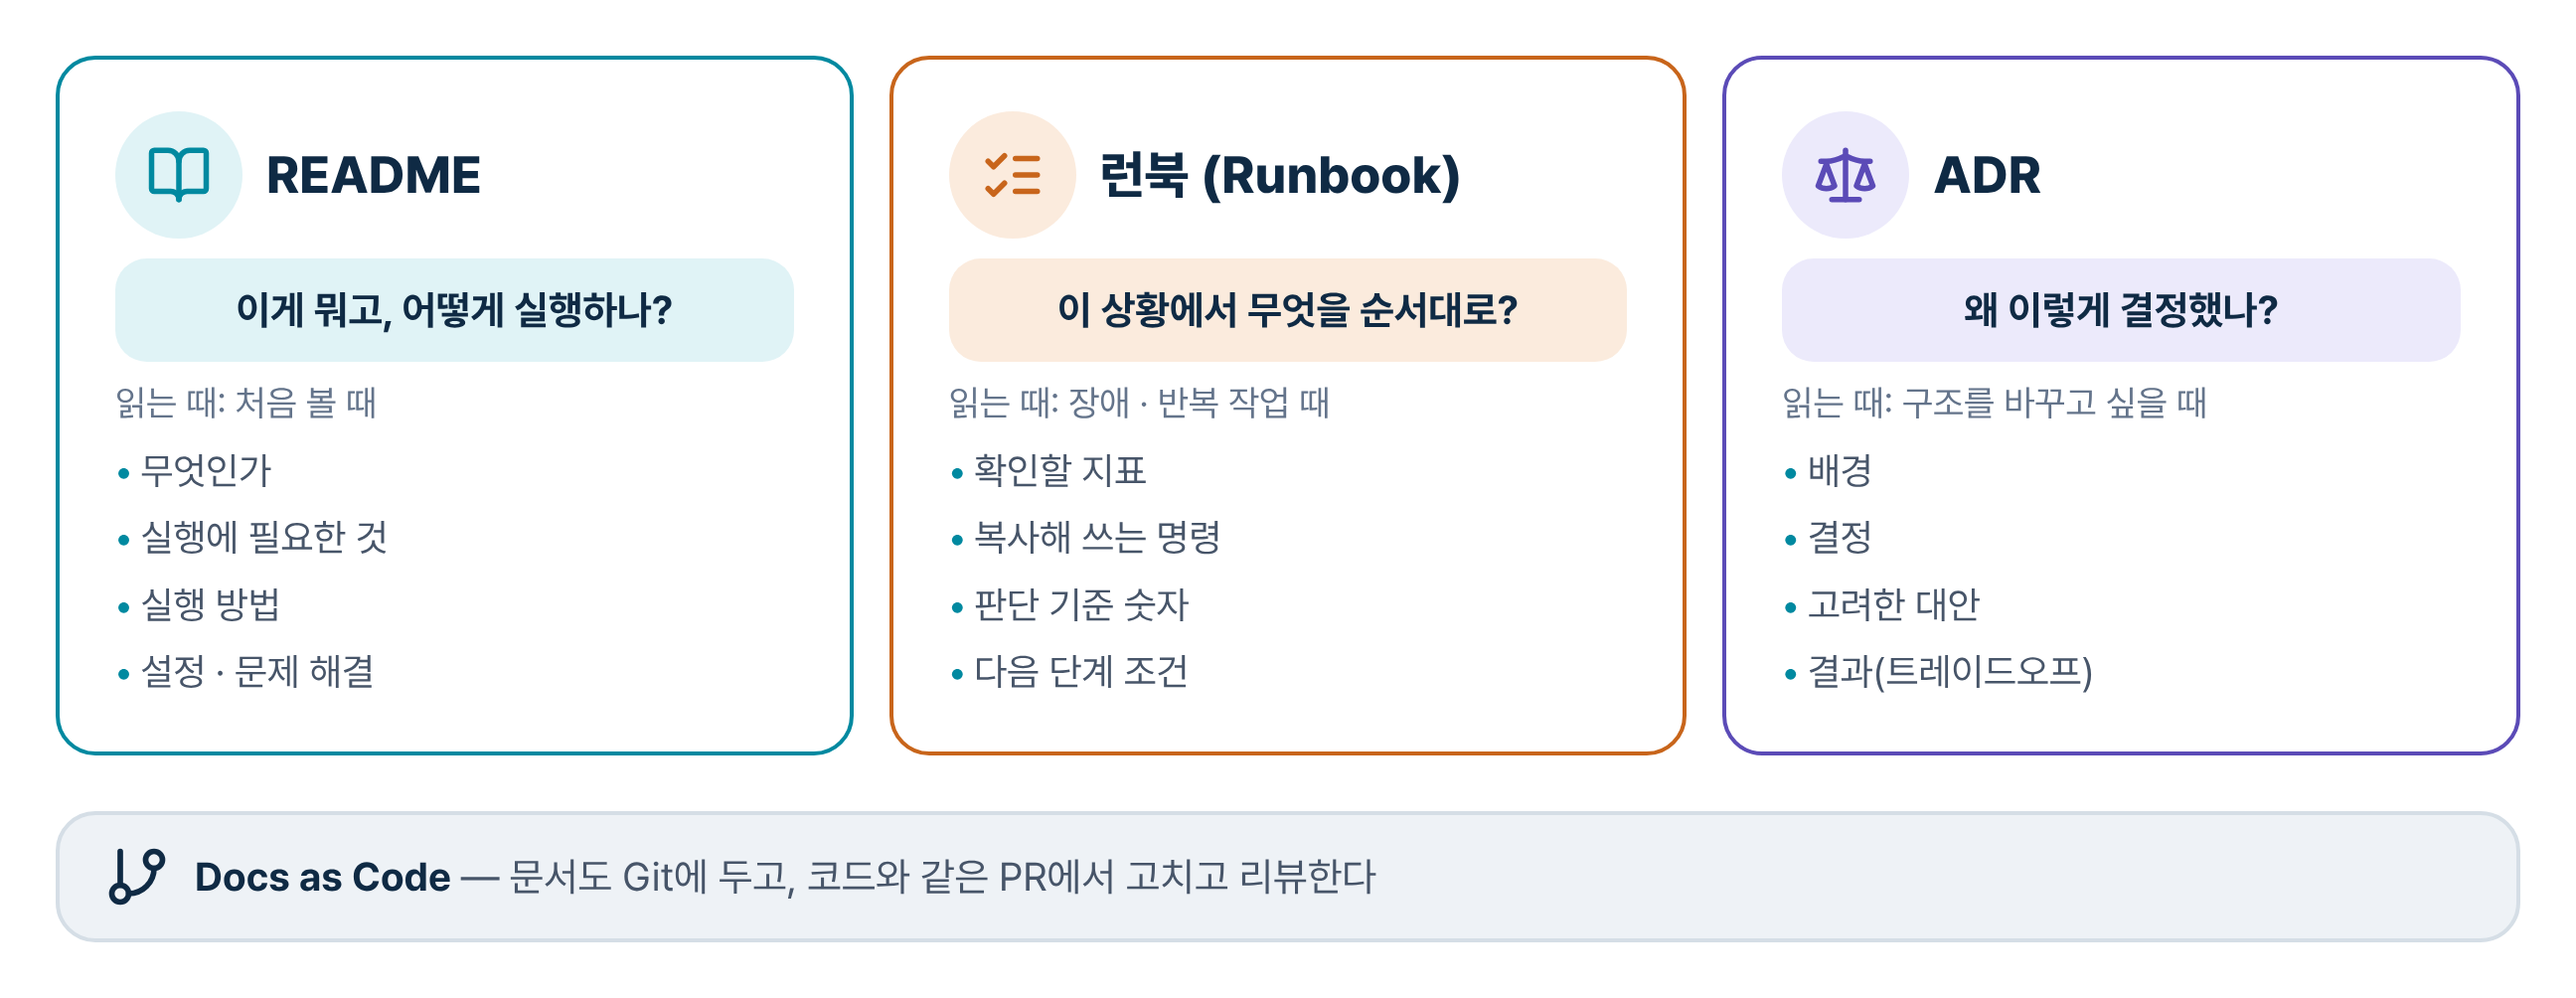 README
이게 뭐고, 어떻게 실행하나?
읽는 때: 처음 볼 때
• 무엇인가
• 실행에 필요한 것
• 실행 방법
• 설정 · 문제 해결
런북 (Runbook)
이 상황에서 무엇을 순서대로?
읽는 때: 장애 · 반복 작업 때
• 확인할 지표
• 복사해 쓰는 명령
• 판단 기준 숫자
• 다음 단계 조건
ADR
왜 이렇게 결정했나?
읽는 때: 구조를 바꾸고 싶을 때
• 배경
• 결정
• 고려한 대안
• 결과(트레이드오프)
Docs as Code — 문서도 Git에 두고, 코드와 같은 PR에서 고치고 리뷰한다